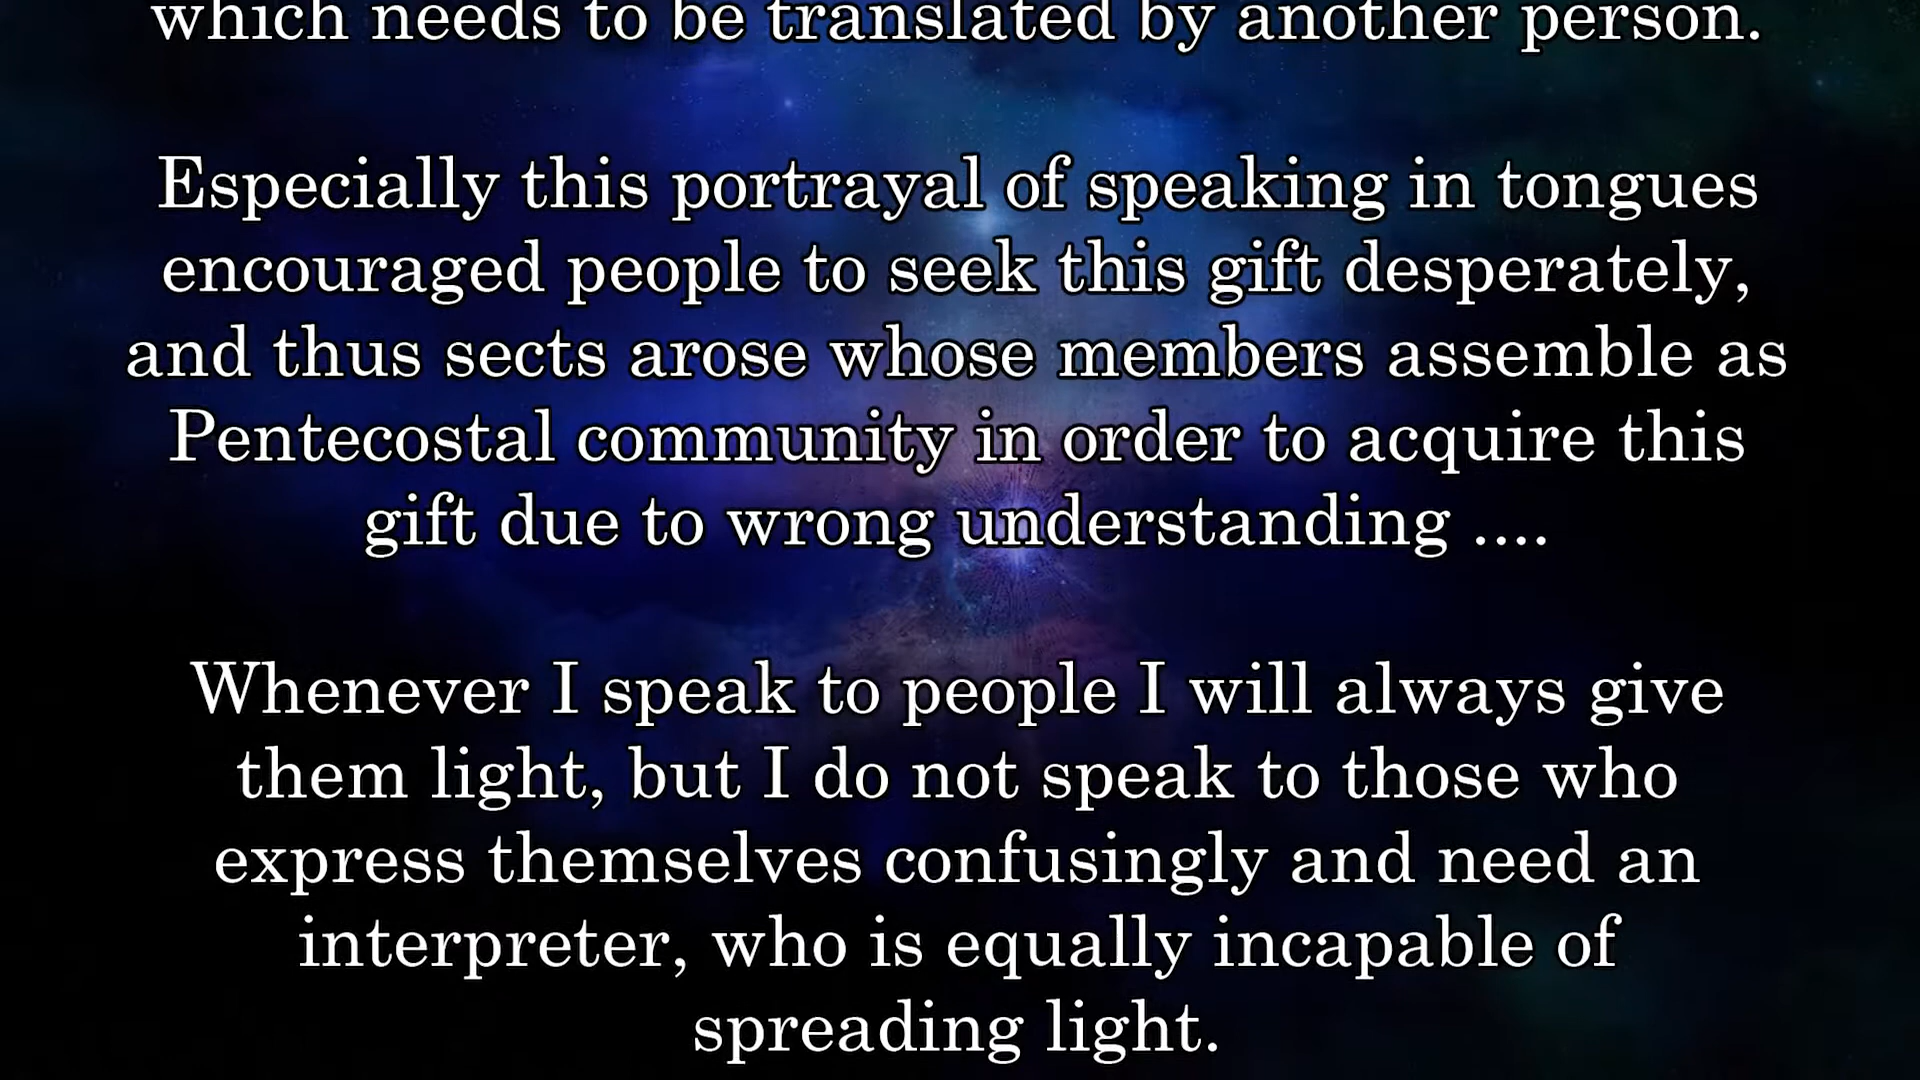 which needs to be translated by another person.
Especially this portrayal of speaking in tongues
encouraged people to seek this gift desperately,
and thus sects arose whose members assemble as
Pentecostal community in order to acquire this
gift due to wrong understanding ....
Whenever I speak to people I will always give
them light, but I do not speak to those who
express themselves confusingly and need an
interpreter, who is equally incapable of
spreading light.